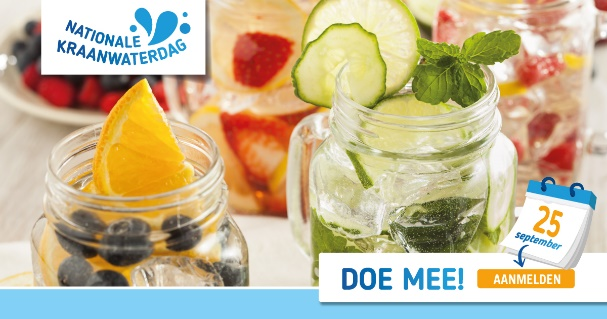 NATIONALE
KRAANWATERDAG
25
september
DOE MEE!
AANMELDEN